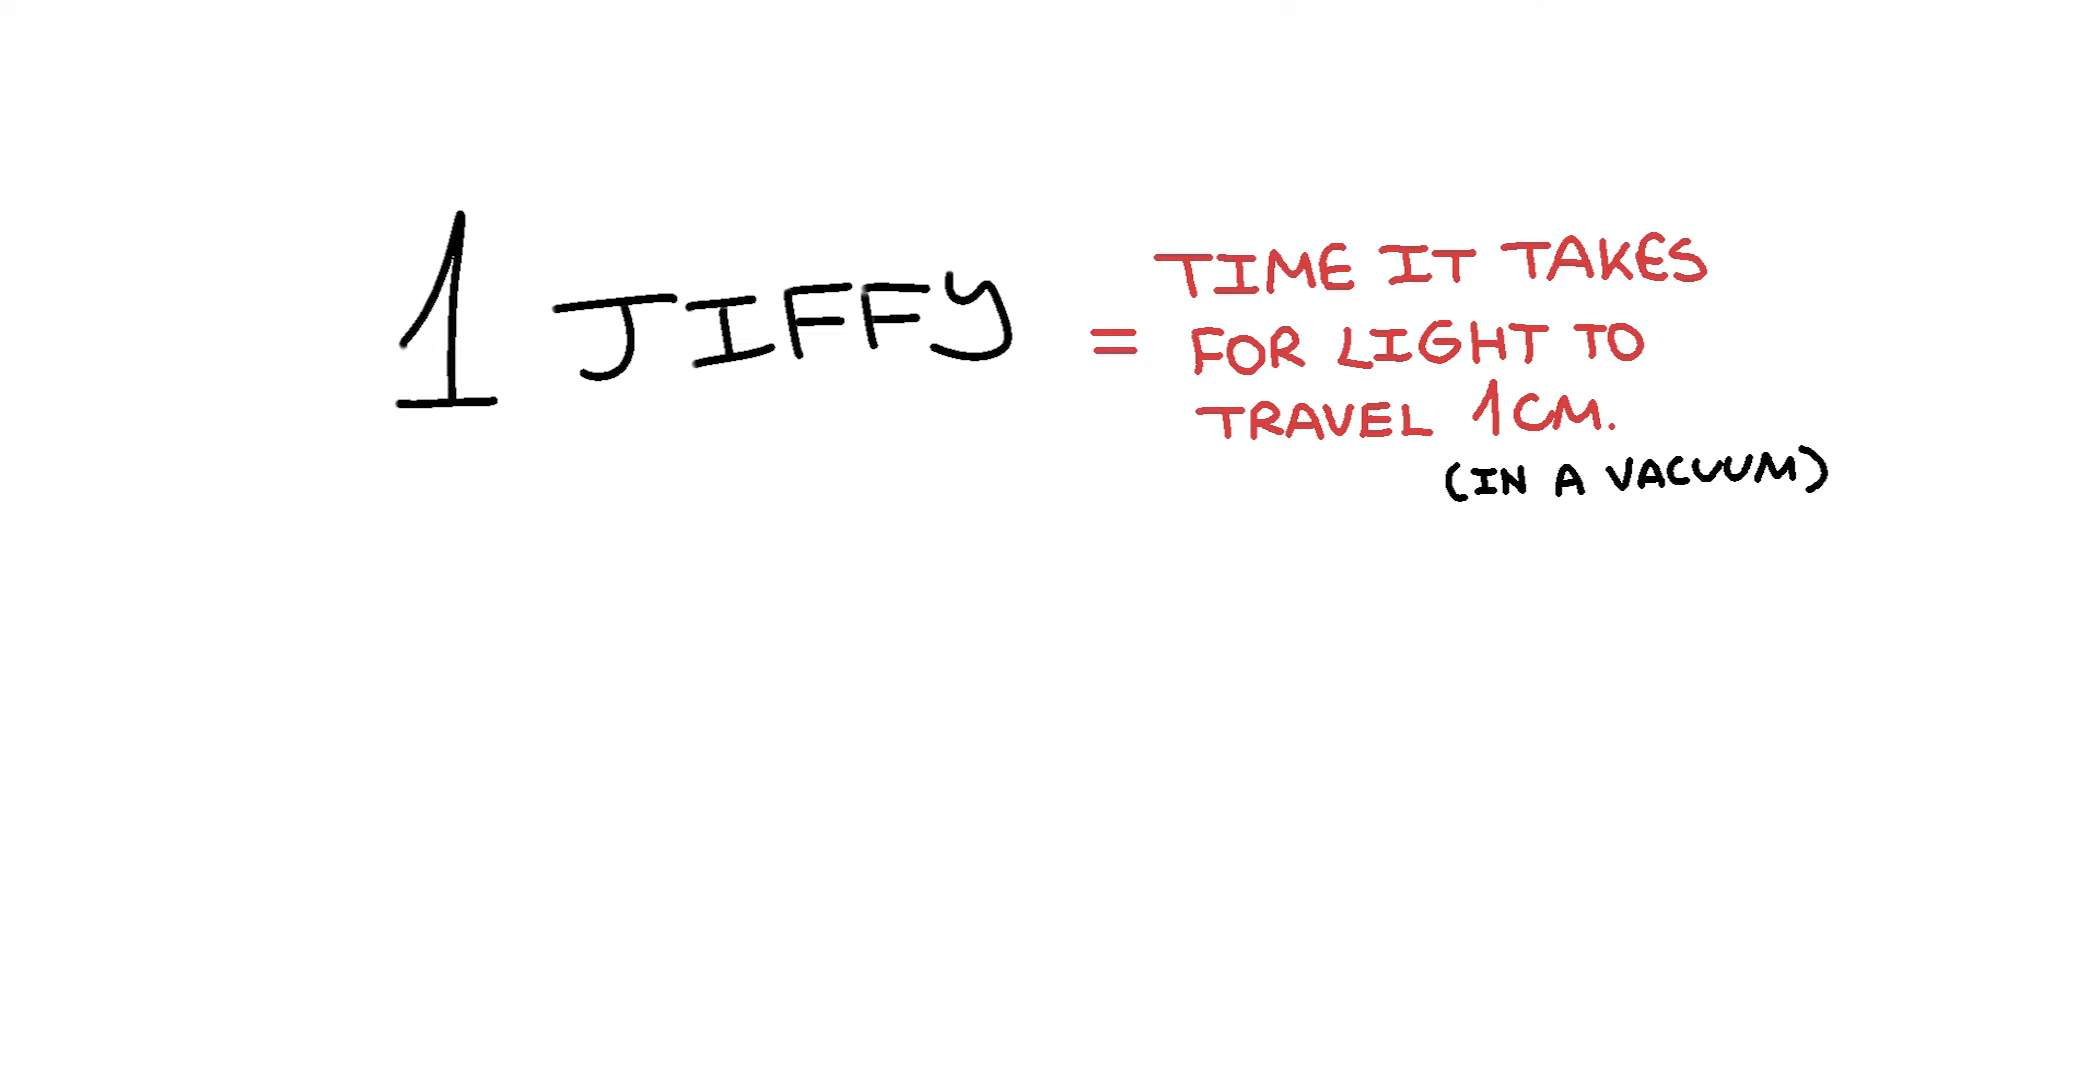 1 JIFFY
= TIME IT TAKES
FOR LIGHT TO
TRAVEL 1CM.
(IN A VACUUM)